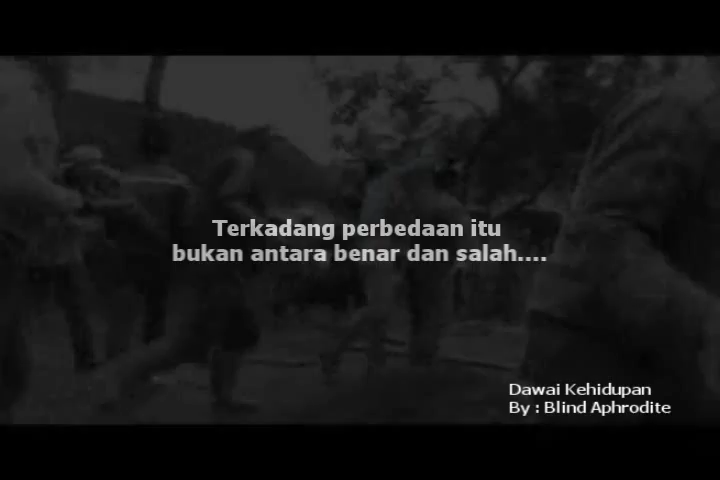 Terkadang perbedaan itu
bukan antara benar dan salah....
Dawai Kehidupan
By : Blind Aphrodite